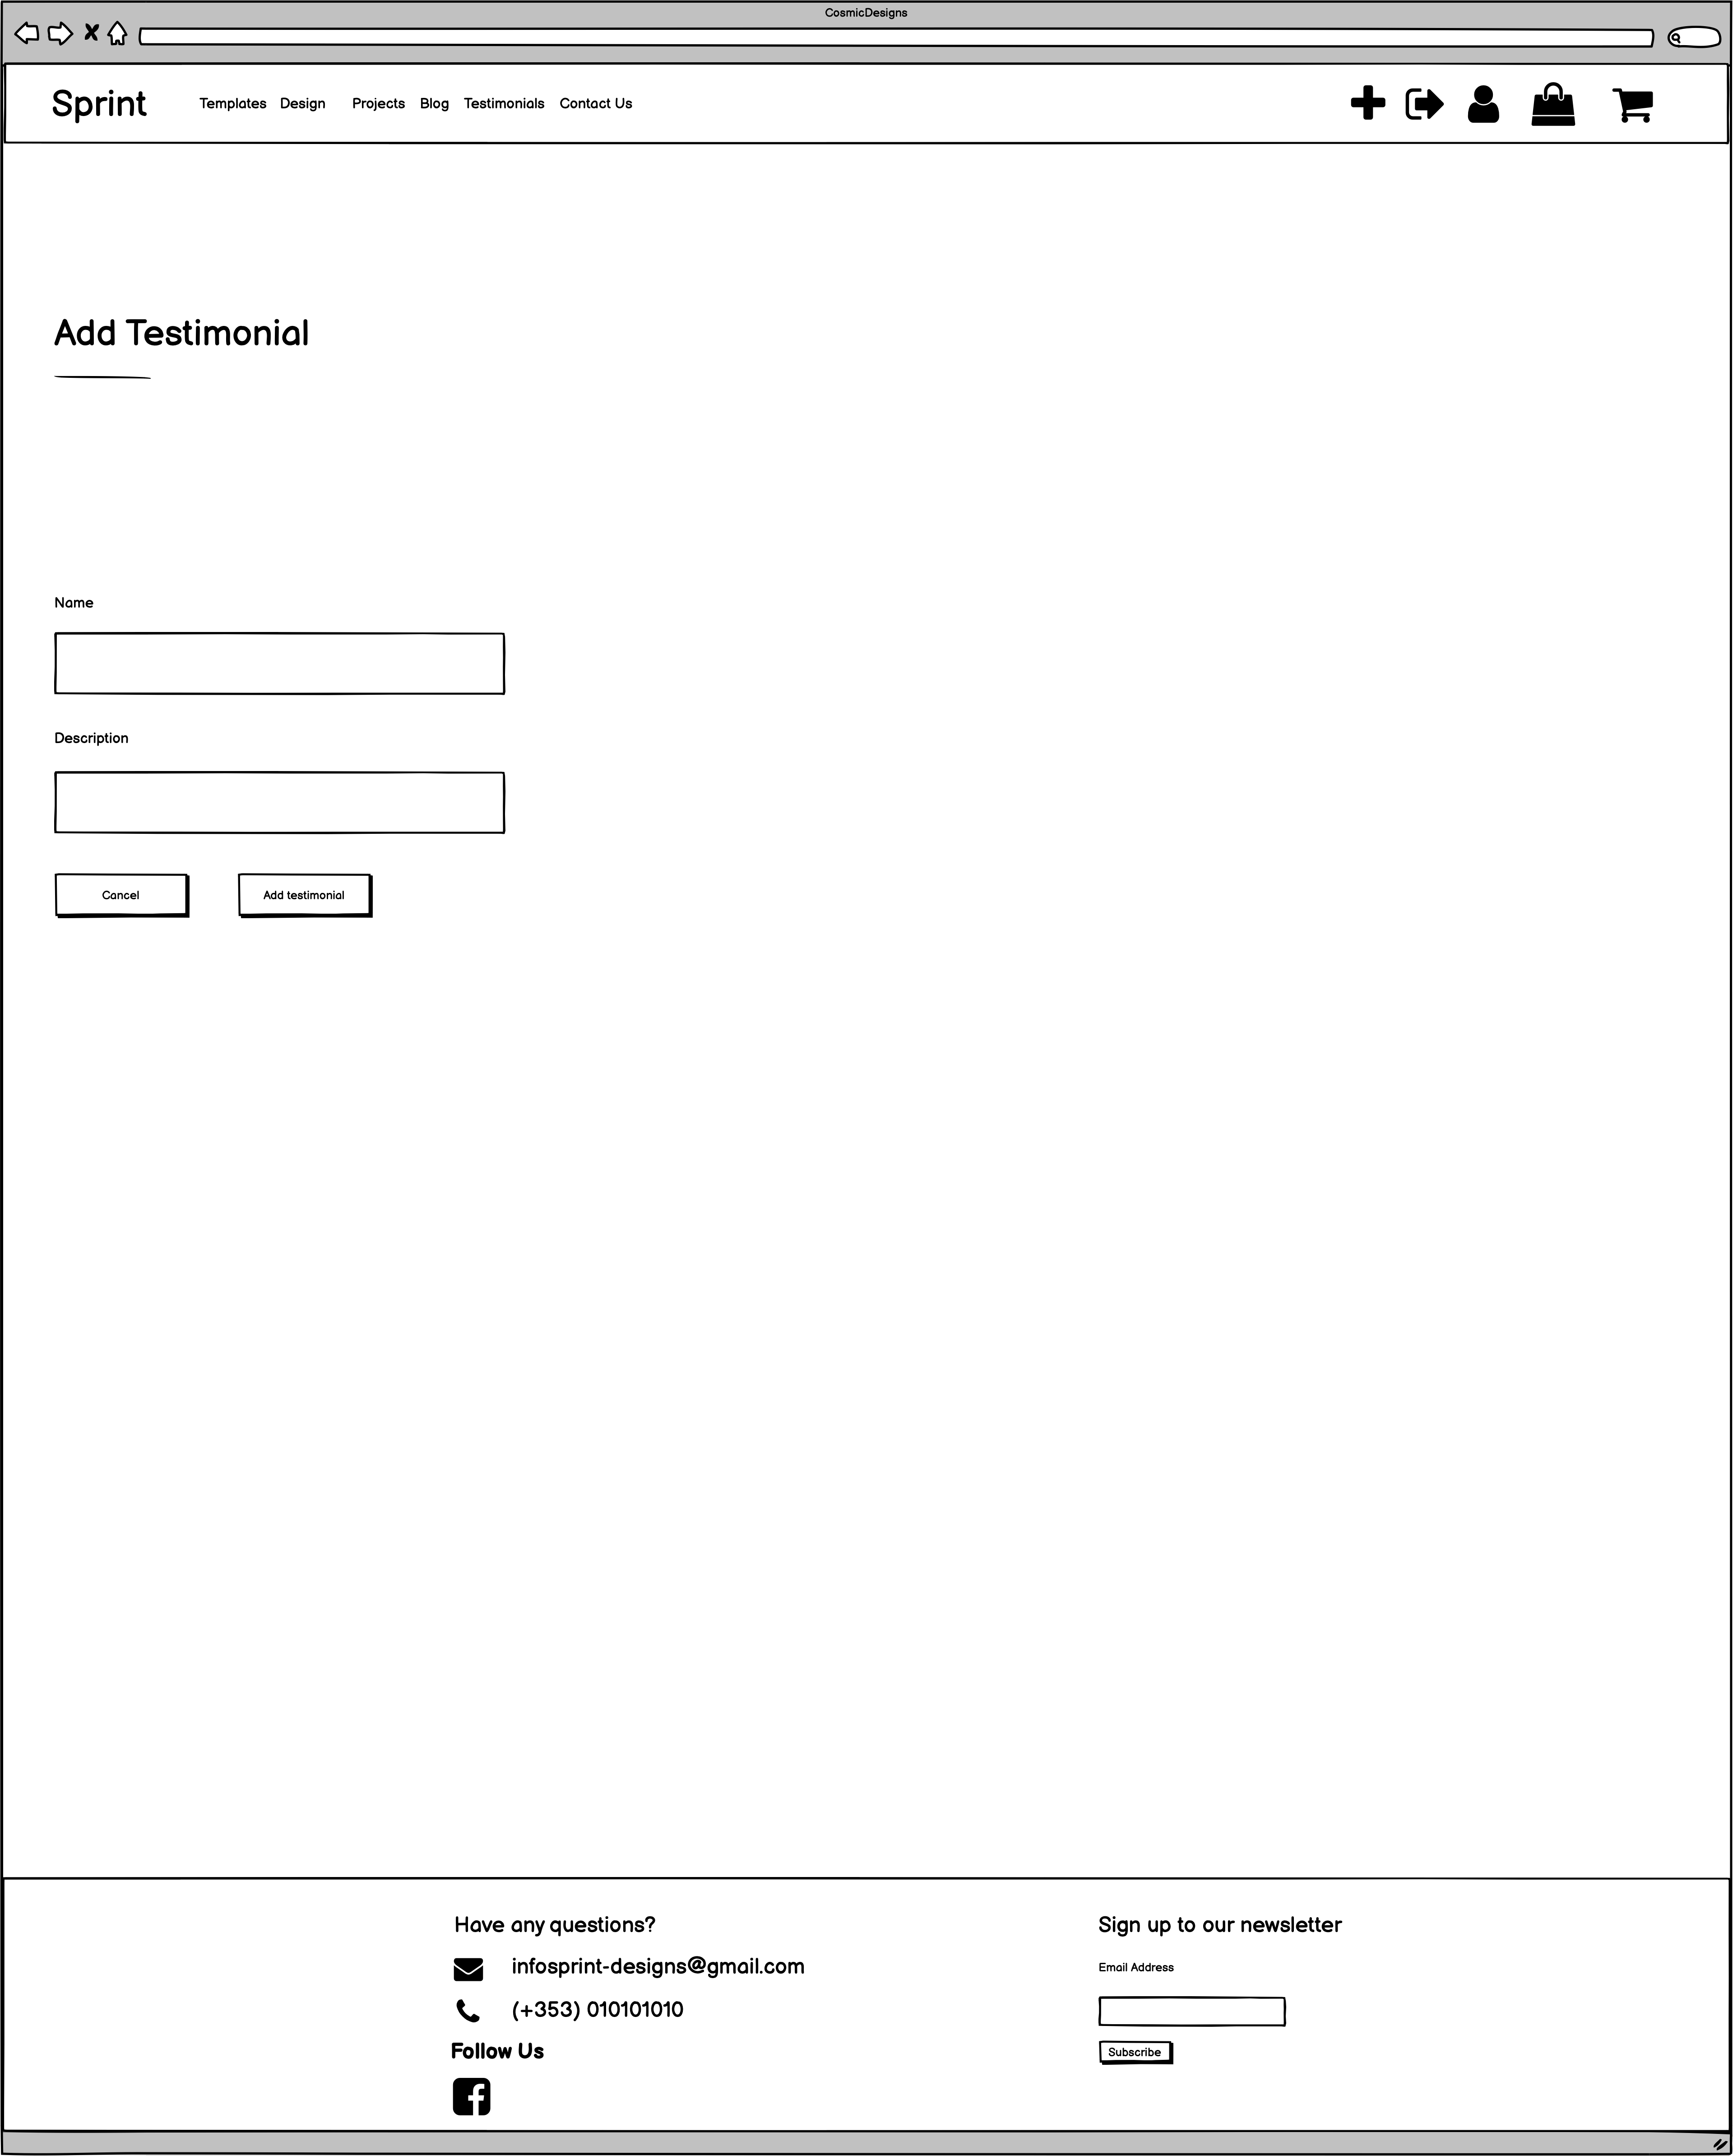 CosmicDesigns
Sprint Templates Design Projects Blog Testimonials Contact Us
Add Testimonial
Name
Description
Cancel Add testimonial
Have any questions?
infosprint-designs@gmail.com
(+353) 010101010
Follow Us
Sign up to our newsletter
Email Address
Subscribe